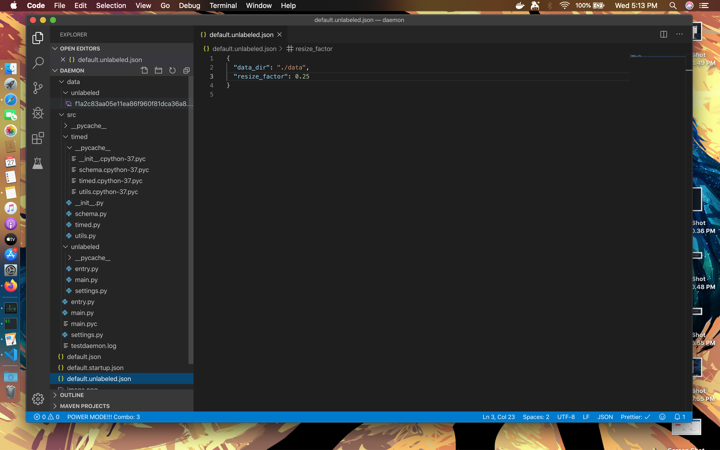 Code File Edit Selection View Go Debug Terminal Window Help 100% Wed 5:13 PM
default.unlabeled.json — daemon
EXPLORER
OPEN EDITORS
default.unlabeled.json
DAEMON
data
unlabeled
f1a2c83aa05e11ea86f960f81dca36a8...
src
__pycache__
timed
__pycache__
__init__.cpython-37.pyc
schema.cpython-37.pyc
timed.cpython-37.pyc
utils.cpython-37.pyc
__init__.py
schema.py
timed.py
utils.py
unlabeled
__pycache__
entry.py
main.py
settings.py
entry.py
main.py
main.pyc
settings.py
testdaemon.log
default.json
default.startup.json
default.unlabeled.json
OUTLINE
MAVEN PROJECTS
{} default.unlabeled.json
{} default.unlabeled.json > resize_factor
1 {
2 "data_dir": "./data",
3 "resize_factor": 0.25
4 }
5
0 0 POWER MODE!!! Combo: 3 Ln 3, Col 23 Spaces: 2 UTF-8 LF JSON Prettier: ✓ 1
Shot
Shot
0.36 PM
0.48 PM
Shot
Shot